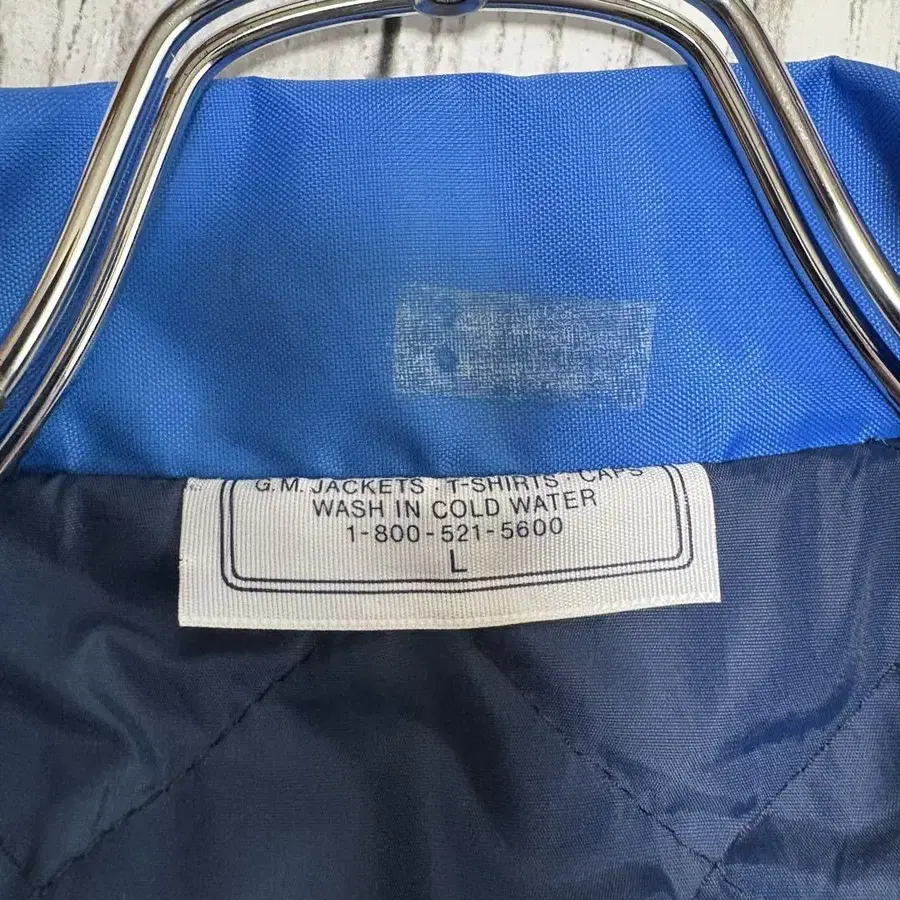 G.M. JACKETS · T-SHIRTS · CAPS
WASH IN COLD WATER
1-800-521-5600
L